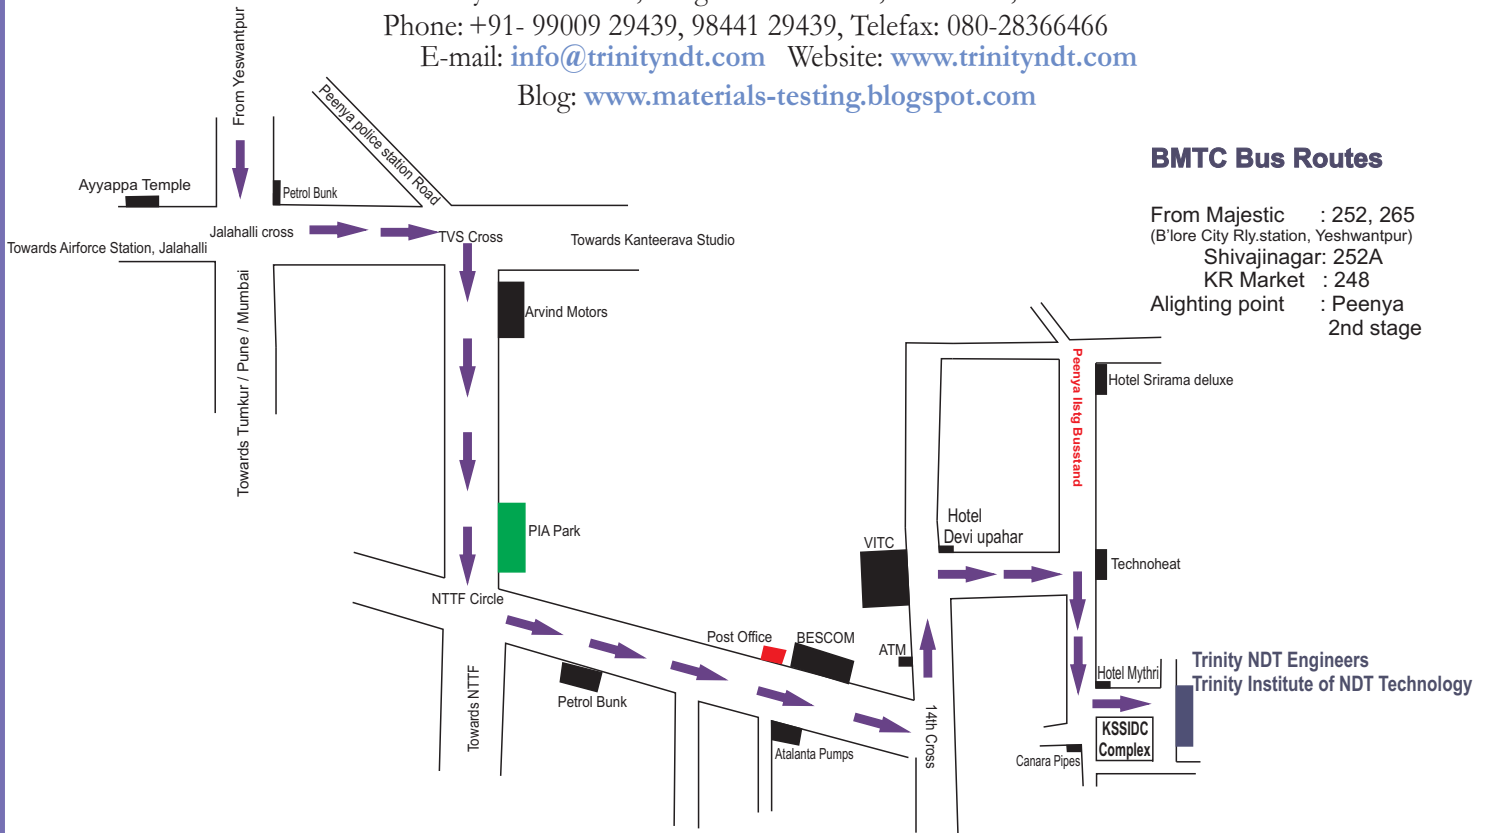 Phone: +91- 99009 29439, 98441 29439, Telefax: 080-28366466
E-mail: info@trinityndt.com Website: www.trinityndt.com
Blog: www.materials-testing.blogspot.com
From Yeswantpur
Peenya police station Road
BMTC Bus Routes
Ayyappa Temple
Petrol Bunk
From Majestic : 252, 265
(B'lore City Rly.station, Yeshwantpur)
Shivajinagar: 252A
KR Market : 248
Alighting point : Peenya
2nd stage
Jalahalli cross
TVS Cross
Towards Kanteerava Studio
Towards Airforce Station, Jalahalli
Towards Tumkur / Pune / Mumbai
Arvind Motors
Peenya IIstg Busstand
Hotel Srirama deluxe
PIA Park
Hotel
Devi upahar
VITC
Technoheat
NTTF Circle
Post Office
BESCOM
ATM
Hotel Mythri
Trinity NDT Engineers
Trinity Institute of NDT Technology
Towards NTTF
Petrol Bunk
14th Cross
KSSIDC
Complex
Atalanta Pumps
Canara Pipes